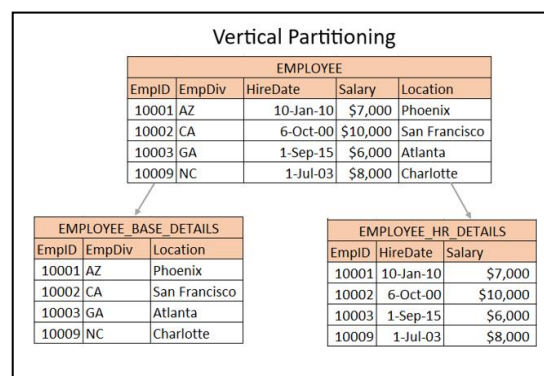 Vertical Partitioning
EMPLOYEE
EmpID EmpDiv HireDate Salary Location
10001 AZ 10-Jan-10 $7,000 Phoenix
10002 CA 6-Oct-00 $10,000 San Francisco
10003 GA 1-Sep-15 $6,000 Atlanta
10009 NC 1-Jul-03 $8,000 Charlotte
EMPLOYEE_BASE_DETAILS
EmpID EmpDiv Location
10001 AZ Phoenix
10002 CA San Francisco
10003 GA Atlanta
10009 NC Charlotte
EMPLOYEE_HR_DETAILS
EmpID HireDate Salary
10001 10-Jan-10 $7,000
10002 6-Oct-00 $10,000
10003 1-Sep-15 $6,000
10009 1-Jul-03 $8,000